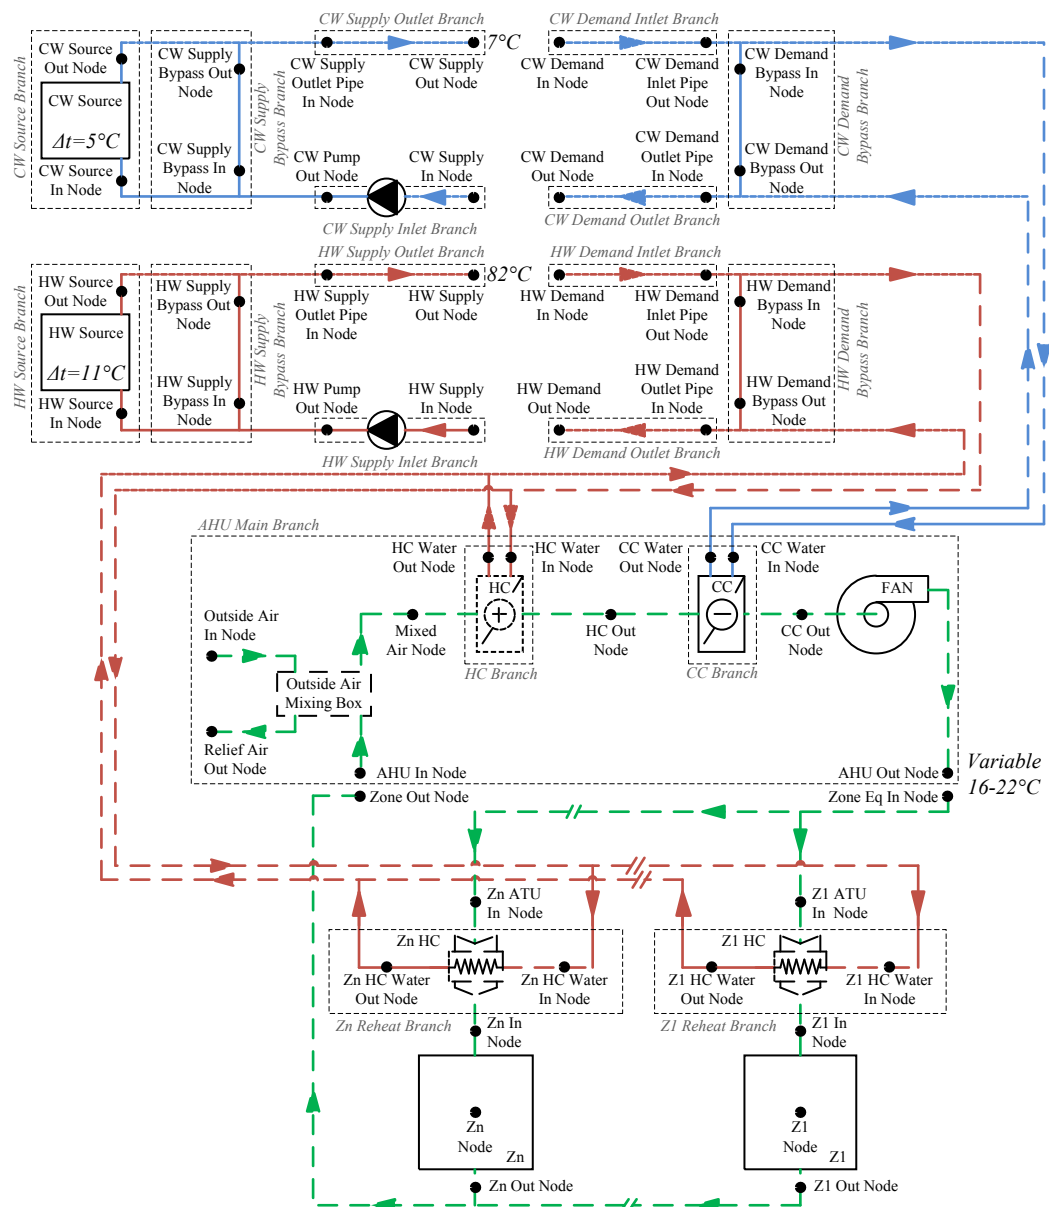 CW Supply Outlet Branch
CW Demand Intlet Branch
CW Source
Out Node
CW Supply
Bypass Out
Node
CW Supply
Outlet Pipe
In Node
7°C
CW Supply
Out Node
CW Demand
In Node
CW Demand
Inlet Pipe
Out Node
CW Demand
Bypass In
Node
CW Source Branch
CW Source
Δt=5°C
CW Supply
Bypass Branch
CW Demand
Bypass Branch
CW Source
In Node
CW Supply
Bypass In
Node
CW Pump
Out Node
CW Supply
In Node
CW Demand
Out Node
CW Demand
Outlet Pipe
In Node
CW Demand
Bypass Out
Node
CW Supply Inlet Branch
CW Demand Outlet Branch
HW Supply Outlet Branch
HW Demand Intlet Branch
HW Source
Out Node
HW Supply
Bypass Out
Node
HW Supply
Outlet Pipe
In Node
82°C
HW Supply
Out Node
HW Demand
In Node
HW Demand
Inlet Pipe
Out Node
HW Demand
Bypass In
Node
HW Source Branch
HW Source
Δt=11°C
HW Supply
Bypass Branch
HW Demand
Bypass Branch
HW Source
In Node
HW Supply
Bypass In
Node
HW Pump
Out Node
HW Supply
In Node
HW Demand
Out Node
HW Demand
Outlet Pipe
In Node
HW Demand
Bypass Out
Node
HW Supply Inlet Branch
HW Demand Outlet Branch
AHU Main Branch
HC Water
Out Node
HC Water
In Node
CC Water
Out Node
CC Water
In Node
HC
CC
FAN
Outside Air
In Node
Mixed
Air Node
HC Out
Node
CC Out
Node
HC Branch
CC Branch
Outside Air
Mixing Box
Relief Air
Out Node
AHU In Node
AHU Out Node
Variable
16-22°C
Zone Out Node
Zone Eq In Node
Zn ATU
In Node
Z1 ATU
In Node
Zn HC
Z1 HC
Zn HC Water
Out Node
Zn HC Water
In Node
Z1 HC Water
Out Node
Z1 HC Water
In Node
Zn Reheat Branch
Z1 Reheat Branch
Zn In
Node
Z1 In
Node
Zn
Node
Zn
Z1
Node
Z1
Zn Out Node
Z1 Out Node